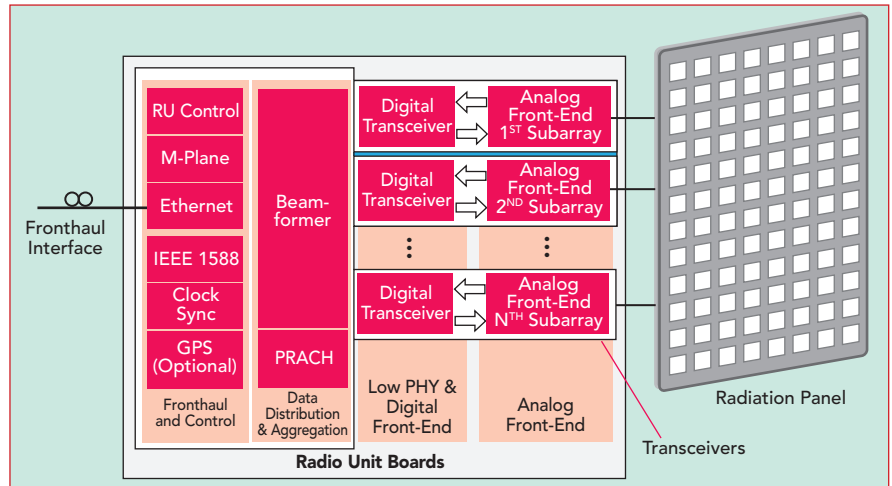 Fronthaul
Interface
RU Control
M-Plane
Ethernet
IEEE 1588
Clock
Sync
GPS
(Optional)
Fronthaul
and Control
Beam-
former
PRACH
Data
Distribution
& Aggregation
Digital
Transceiver
Analog
Front-End
1ST Subarray
Digital
Transceiver
Analog
Front-End
2ND Subarray
Digital
Transceiver
Analog
Front-End
NTH Subarray
Low PHY &
Digital
Front-End
Analog
Front-End
Radio Unit Boards
Transceivers
Radiation Panel